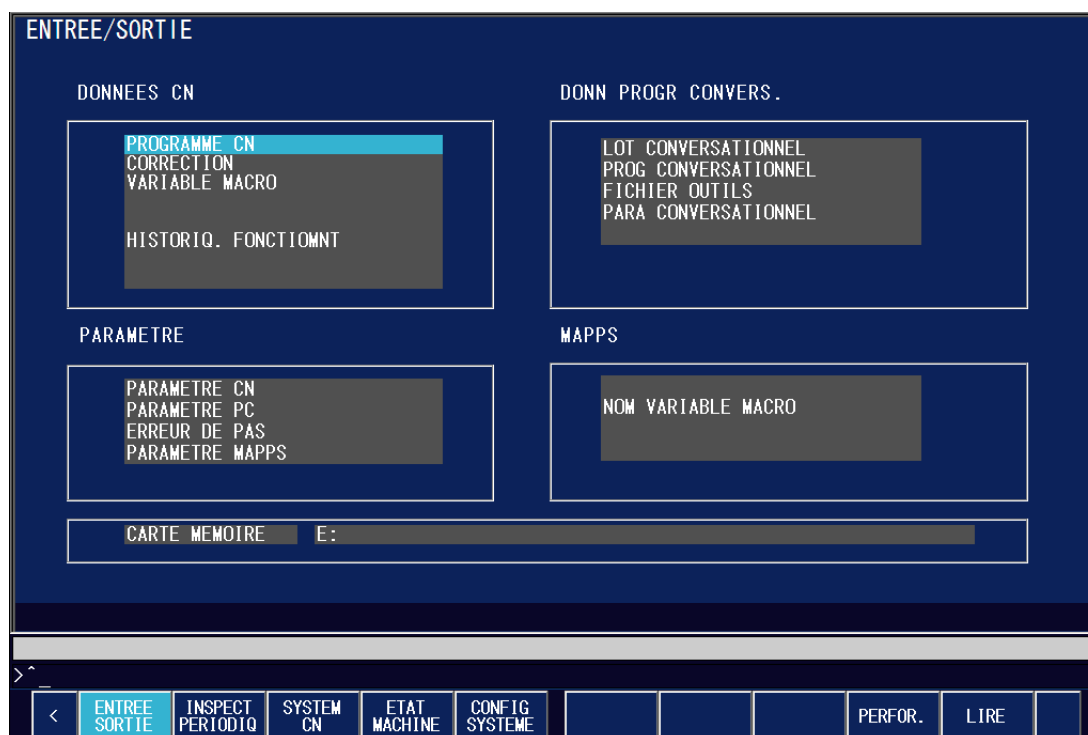 ENTREE/SORTIE
DONNEES CN
PROGRAMME CN
CORRECTION
VARIABLE MACRO
HISTORIQ. FONCTIOMNT
DONN PROGR CONVERS.
LOT CONVERSATIONNEL
PROG CONVERSATIONNEL
FICHIER OUTILS
PARA CONVERSATIONNEL
PARAMETRE
PARAMETRE CN
PARAMETRE PC
ERREUR DE PAS
PARAMETRE MAPPS
MAPPS
NOM VARIABLE MACRO
CARTE MEMOIRE E:
>^_
<
ENTREE
SORTIE
INSPECT
PERIODIQ
SYSTEM
CN
ETAT
MACHINE
CONFIG
SYSTEME
PERFOR.
LIRE